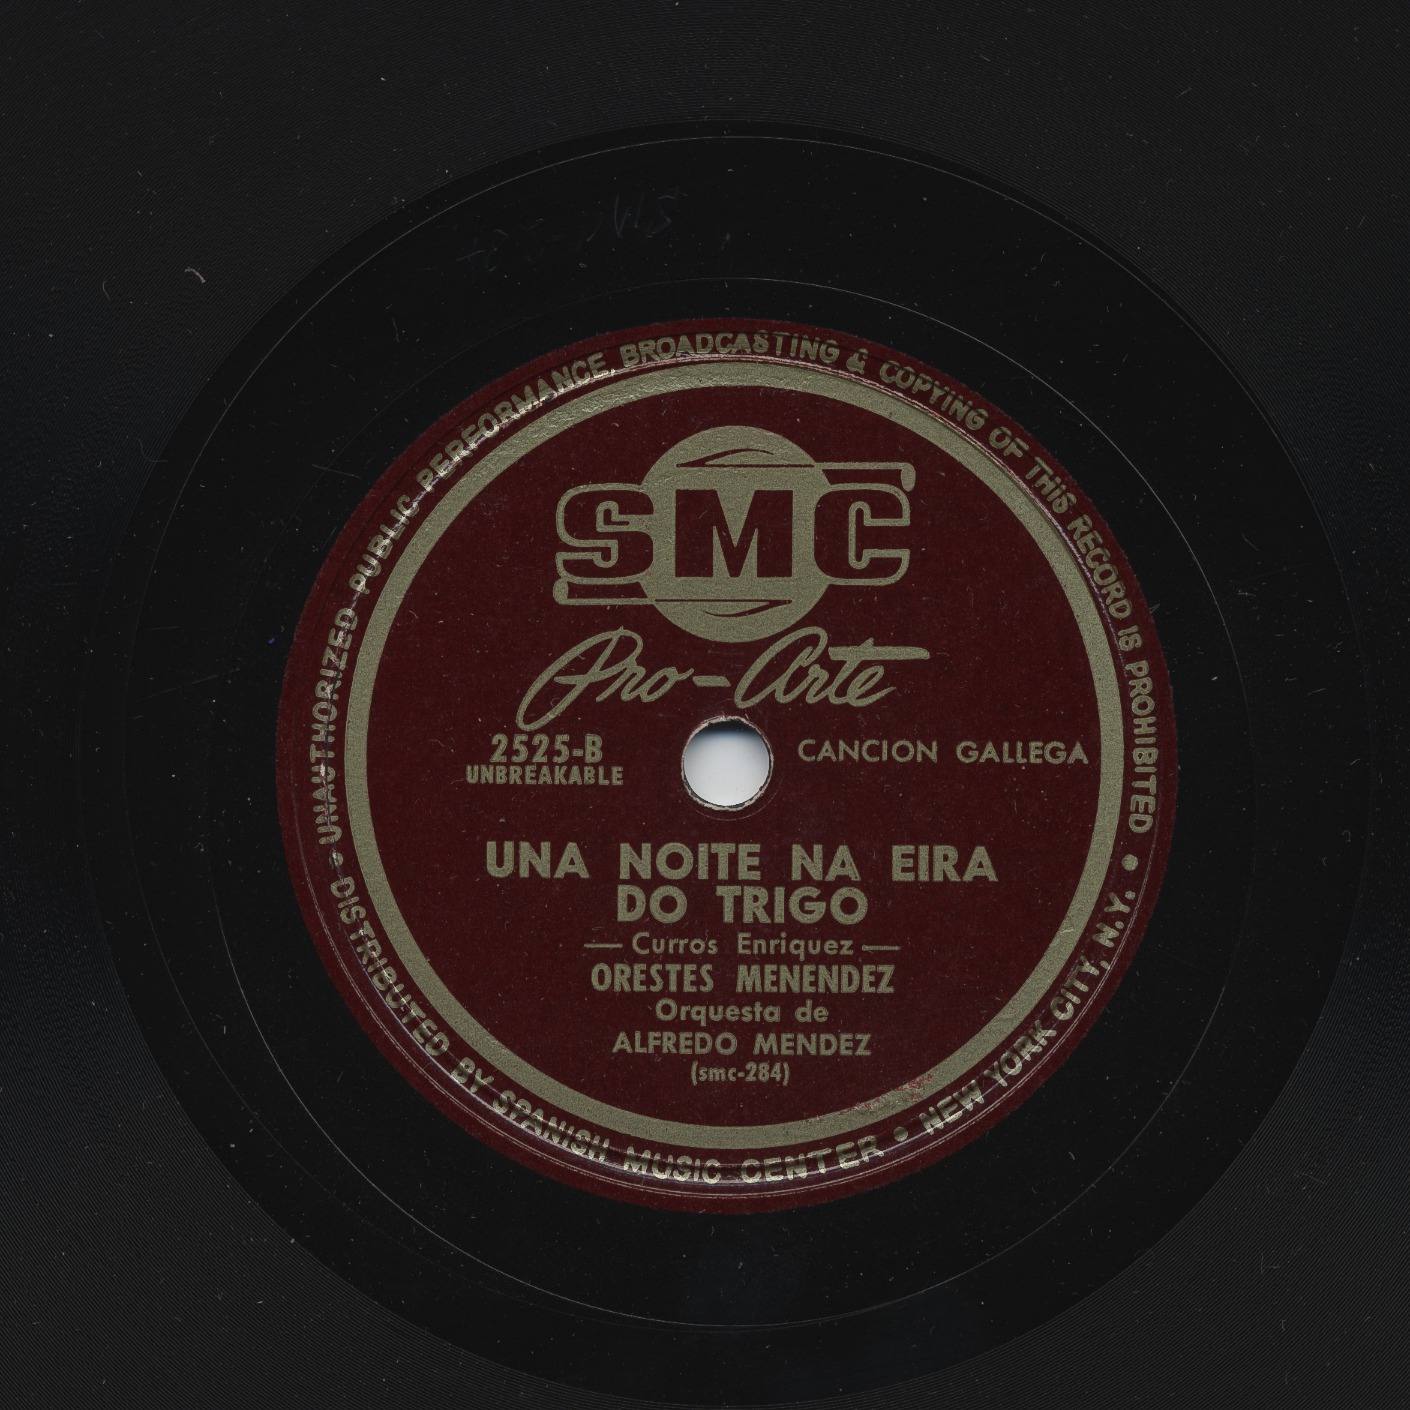 UNAUTHORIZED PUBLIC PERFORMANCE, BROADCASTING & COPYING OF THIS RECORD IS PROHIBITED •
SMC
Pro-Arte
2525-B
UNBREAKABLE
CANCION GALLEGA
UNA NOITE NA EIRA
DO TRIGO
— Curros Enriquez —
ORESTES MENENDEZ
Orquesta de
ALFREDO MENDEZ
(smc-284)
• DISTRIBUTED BY SPANISH MUSIC CENTER • NEW YORK CITY, N.Y.